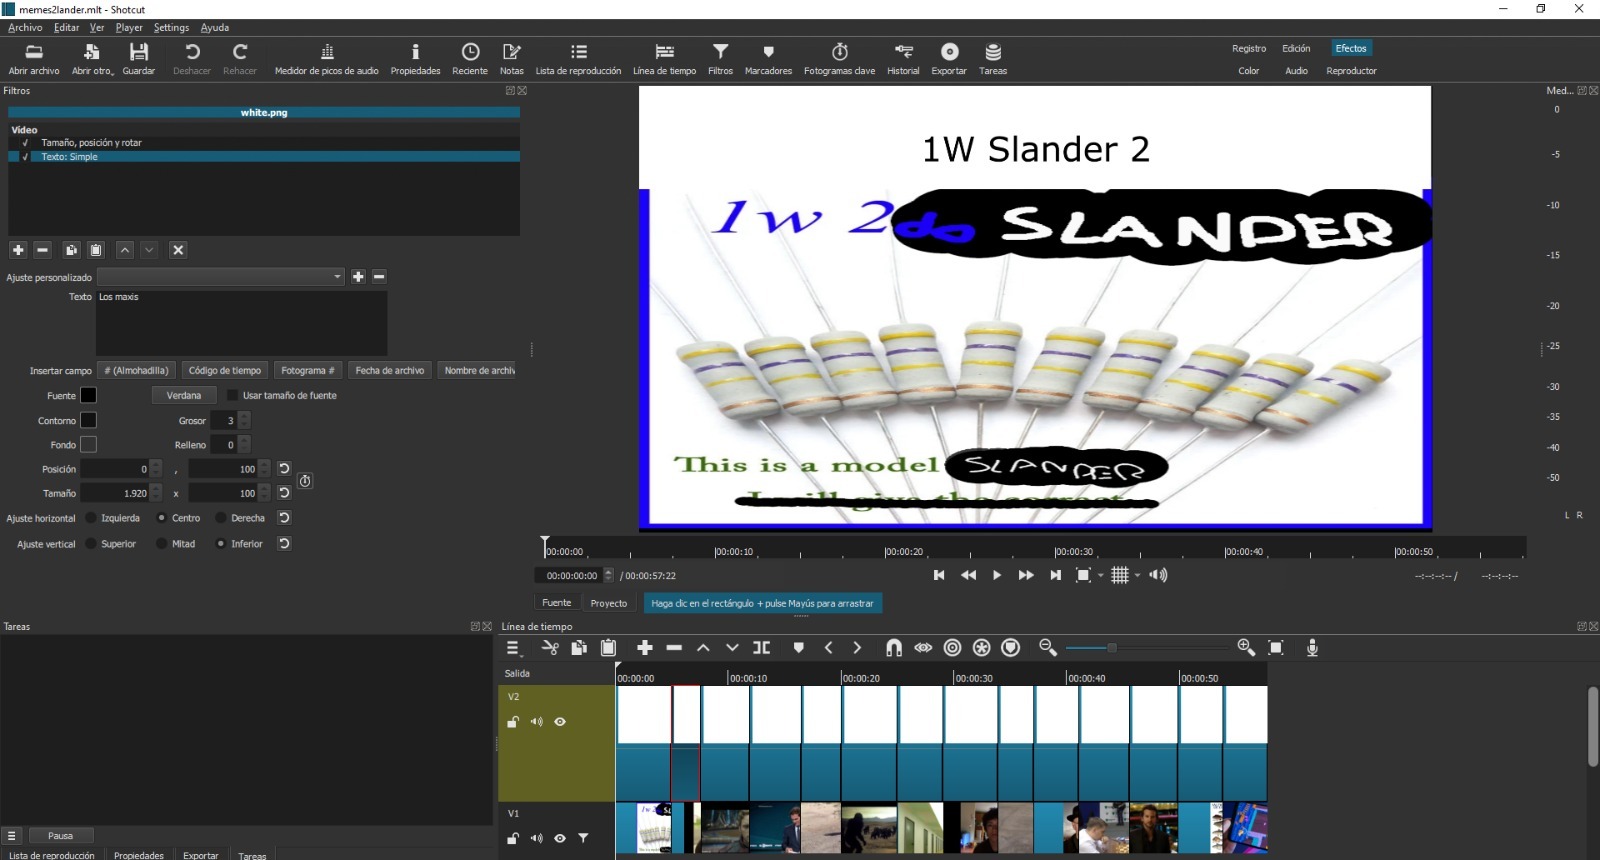 memes2lander.mlt - Shotcut
Archivo Editar Ver Player Settings Ayuda
Abrir archivo Abrir otro Guardar Deshacer Rehacer Medidor de picos de audio Propiedades Reciente Notas Lista de reproducción Línea de tiempo Filtros Marcadores Fotogramas clave Historial Exportar Tareas
Registro Edición Efectos
Color Audio Reproductor
Filtros
white.png
Vídeo
Tamaño, posición y rotar
Texto: Simple
Ajuste personalizado
Texto Los maxis
Insertar campo # (Almohadilla) Código de tiempo Fotograma # Fecha de archivo Nombre de archiv
Fuente Verdana Usar tamaño de fuente
Contorno Grosor 3
Fondo Relleno 0
Posición 0 , 100
Tamaño 1.920 x 100
Ajuste horizontal Izquierda Centro Derecha
Ajuste vertical Superior Mitad Inferior
1W Slander 2
1w 2 do SLANDER
This is a model SLANDER
Med...
0
-5
-10
-15
-20
-25
-30
-35
-40
-50
L R
00:00:00 00:00:10 00:00:20 00:00:30 00:00:40 00:00:50
00:00:00:00 / 00:00:57:22
--:--:--:-- / --:--:--:--
Fuente Proyecto Haga clic en el rectángulo + pulse Mayús para arrastrar
Tareas
Pausa
Lista de reproducción Propiedades Exportar Tareas
Línea de tiempo
Salida
00:00:00 00:00:10 00:00:20 00:00:30 00:00:40 00:00:50
V2
V1